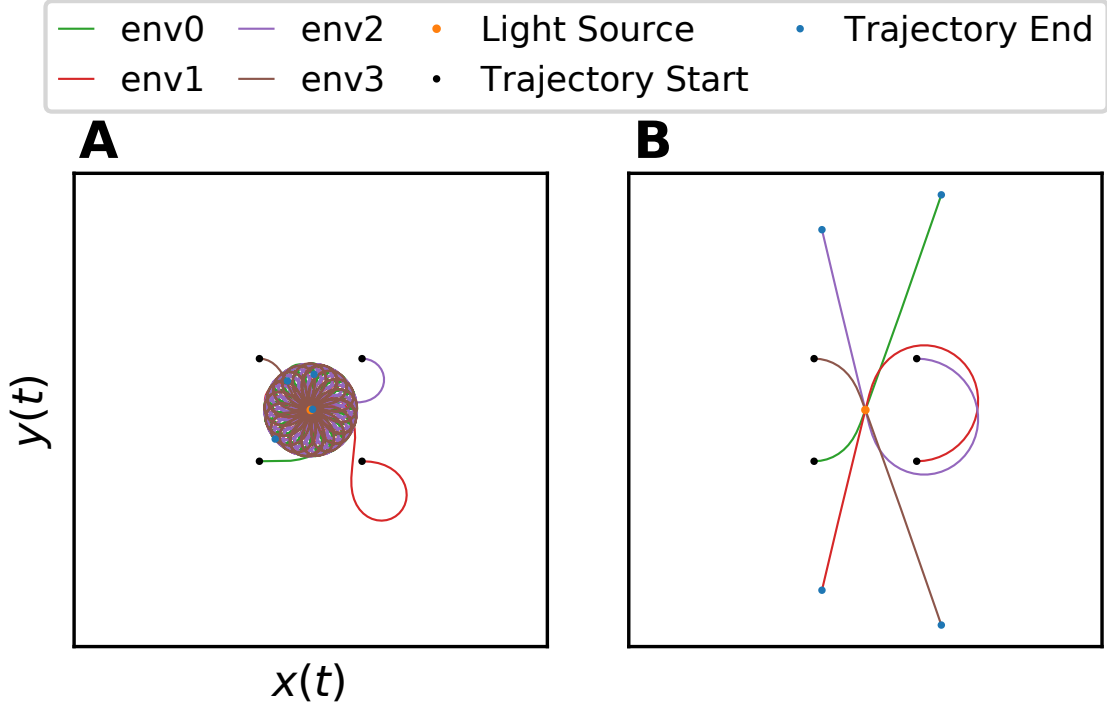 env0 env2 Light Source Trajectory End
env1 env3 Trajectory Start
A B
y(t)
x(t)